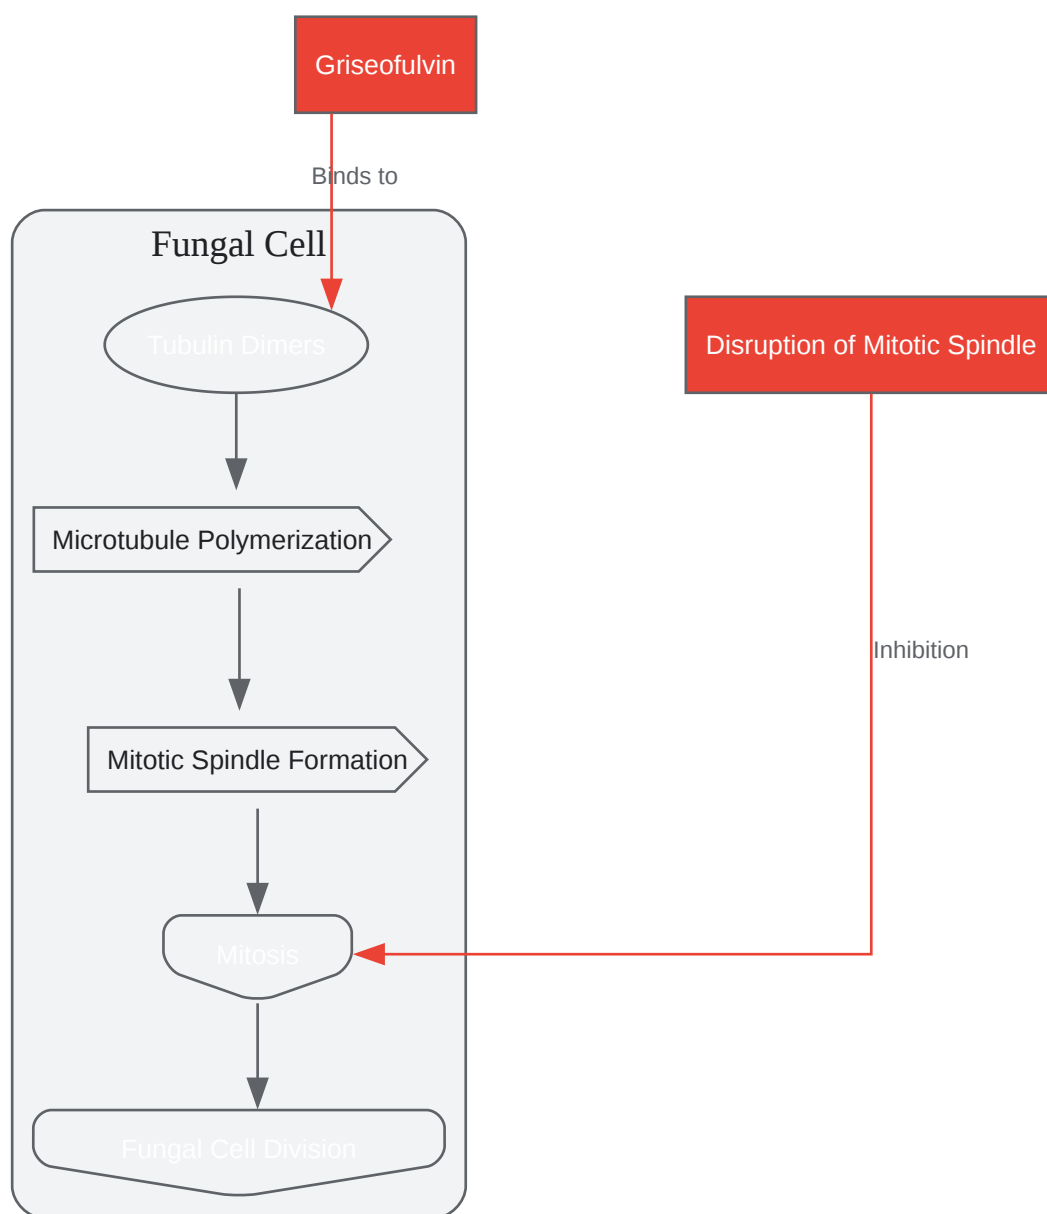 Griseofulvin
Binds to
Fungal Cell
Tubulin Dimers
Disruption of Mitotic Spindle
Microtubule Polymerization
Inhibition
Mitotic Spindle Formation
Mitosis
Fungal Cell Division